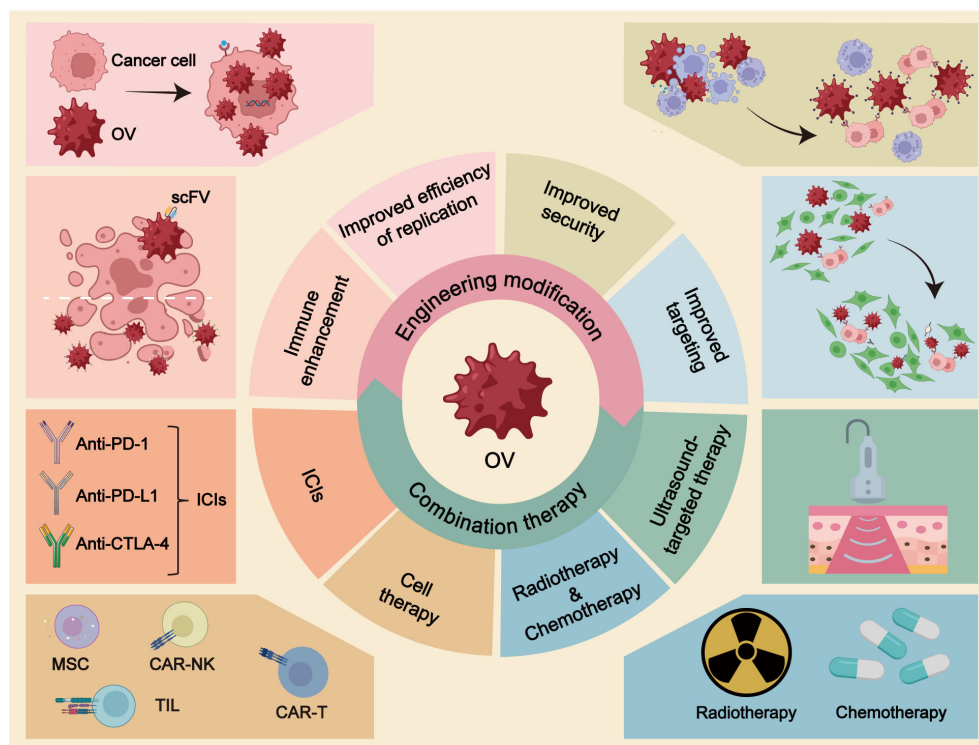 Cancer cell
OV
scFV
Improved efficiency
of replication
Improved
security
Immune
enhancement
Engineering modification
Improved
targeting
OV
Anti-PD-1
Anti-PD-L1
Anti-CTLA-4
ICIs
ICIs
Combination therapy
Ultrasound-
targeted therapy
Cell
therapy
Radiotherapy
&
Chemotherapy
MSC
CAR-NK
TIL
CAR-T
Radiotherapy
Chemotherapy